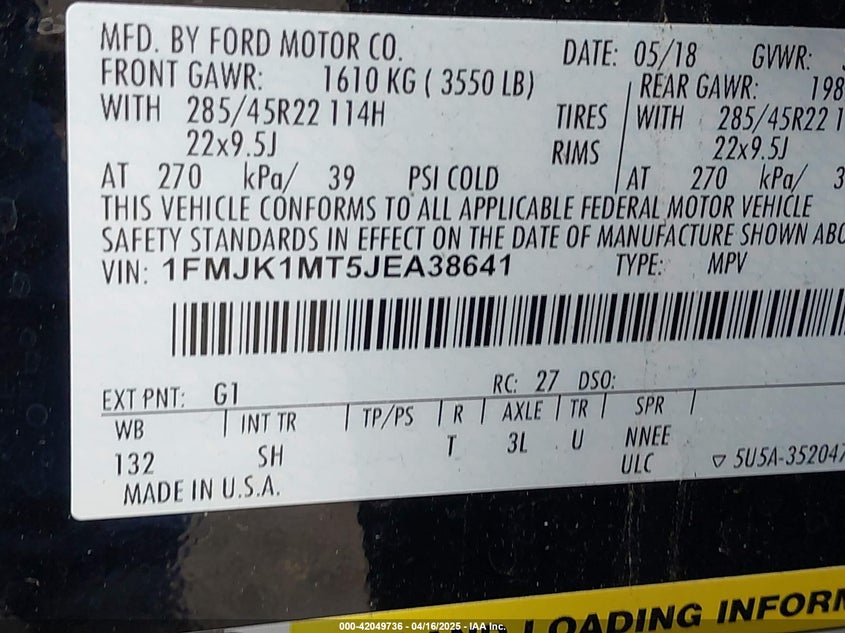 MFD. BY FORD MOTOR CO. DATE: 05/18 GVWR:
FRONT GAWR: 1610 KG ( 3550 LB) REAR GAWR: 198
WITH 285/45R22 114H TIRES WITH 285/45R22 1
22x9.5J RIMS 22x9.5J
AT 270 kPa/ 39 PSI COLD AT 270 kPa/ 3
THIS VEHICLE CONFORMS TO ALL APPLICABLE FEDERAL MOTOR VEHICLE
SAFETY STANDARDS IN EFFECT ON THE DATE OF MANUFACTURE SHOWN ABO
VIN: 1FMJK1MT5JEA38641 TYPE: MPV
EXT PNT: G1 RC: 27 DSO:
WB INT TR TP/PS R AXLE TR SPR
132 SH T 3L U NNEE
ULC ▽ 5U5A-352047
MADE IN U.S.A.
LOADING INFORM
000-42049736 - 04/16/2025 - IAA Inc.